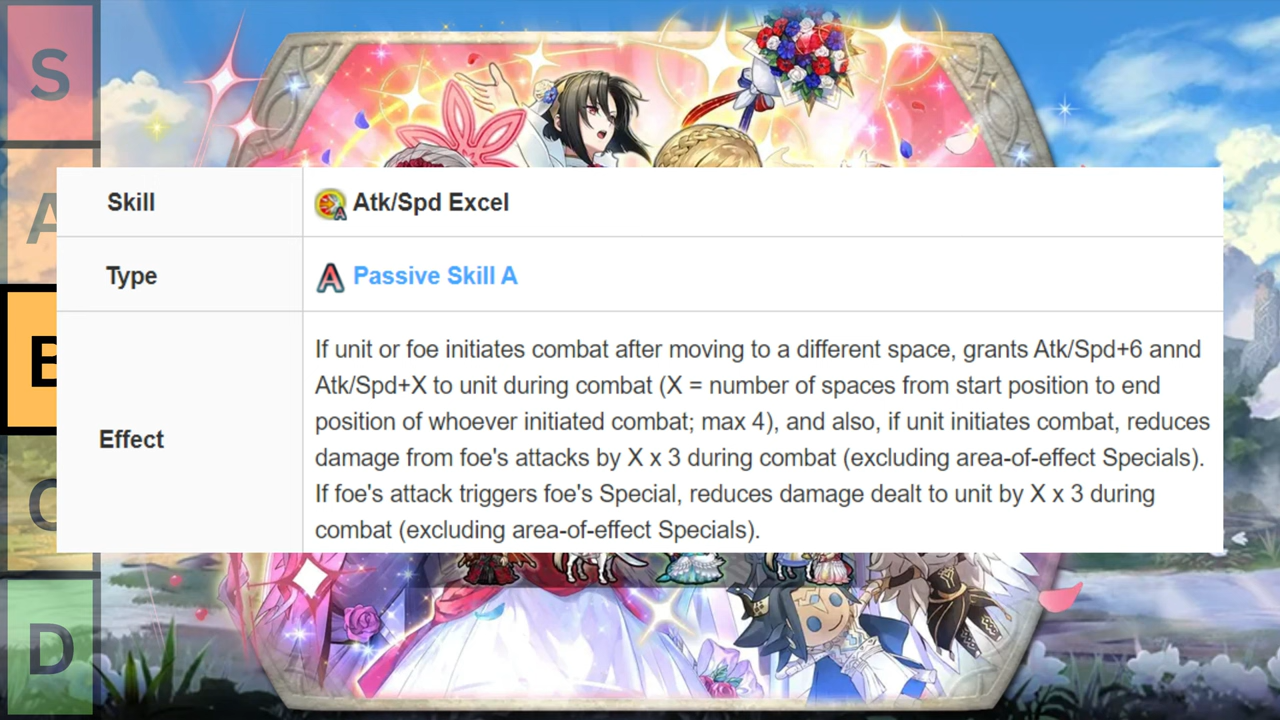 S
A
B
C
D
Skill
A Atk/Spd Excel
Type
A Passive Skill A
Effect
If unit or foe initiates combat after moving to a different space, grants Atk/Spd+6 annd
Atk/Spd+X to unit during combat (X = number of spaces from start position to end
position of whoever initiated combat; max 4), and also, if unit initiates combat, reduces
damage from foe's attacks by X x 3 during combat (excluding area-of-effect Specials).
If foe's attack triggers foe's Special, reduces damage dealt to unit by X x 3 during
combat (excluding area-of-effect Specials).